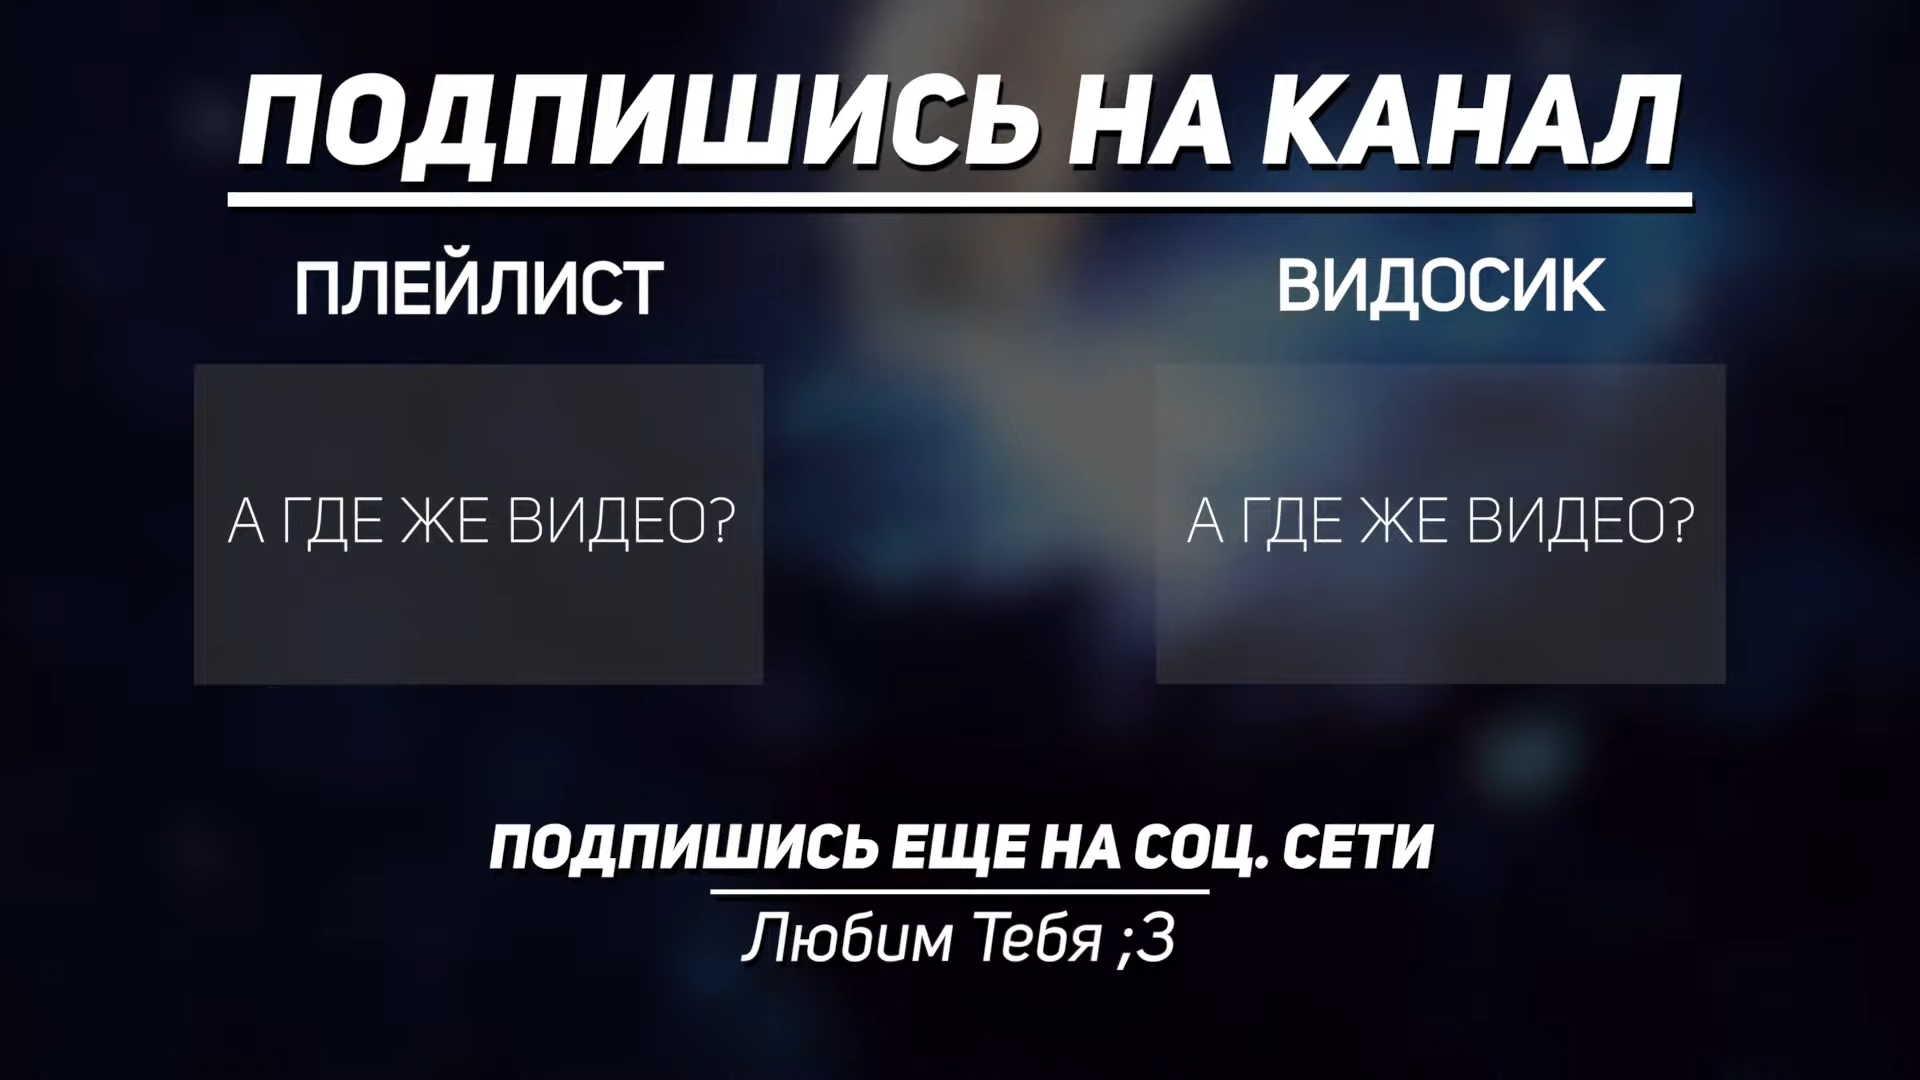 ПОДПИШИСЬ НА КАНАЛ
ПЛЕЙЛИСТ
ВИДОСИК
А ГДЕ ЖЕ ВИДЕО?
А ГДЕ ЖЕ ВИДЕО?
ПОДПИШИСЬ ЕЩЕ НА СОЦ. СЕТИ
Любим Тебя ;3